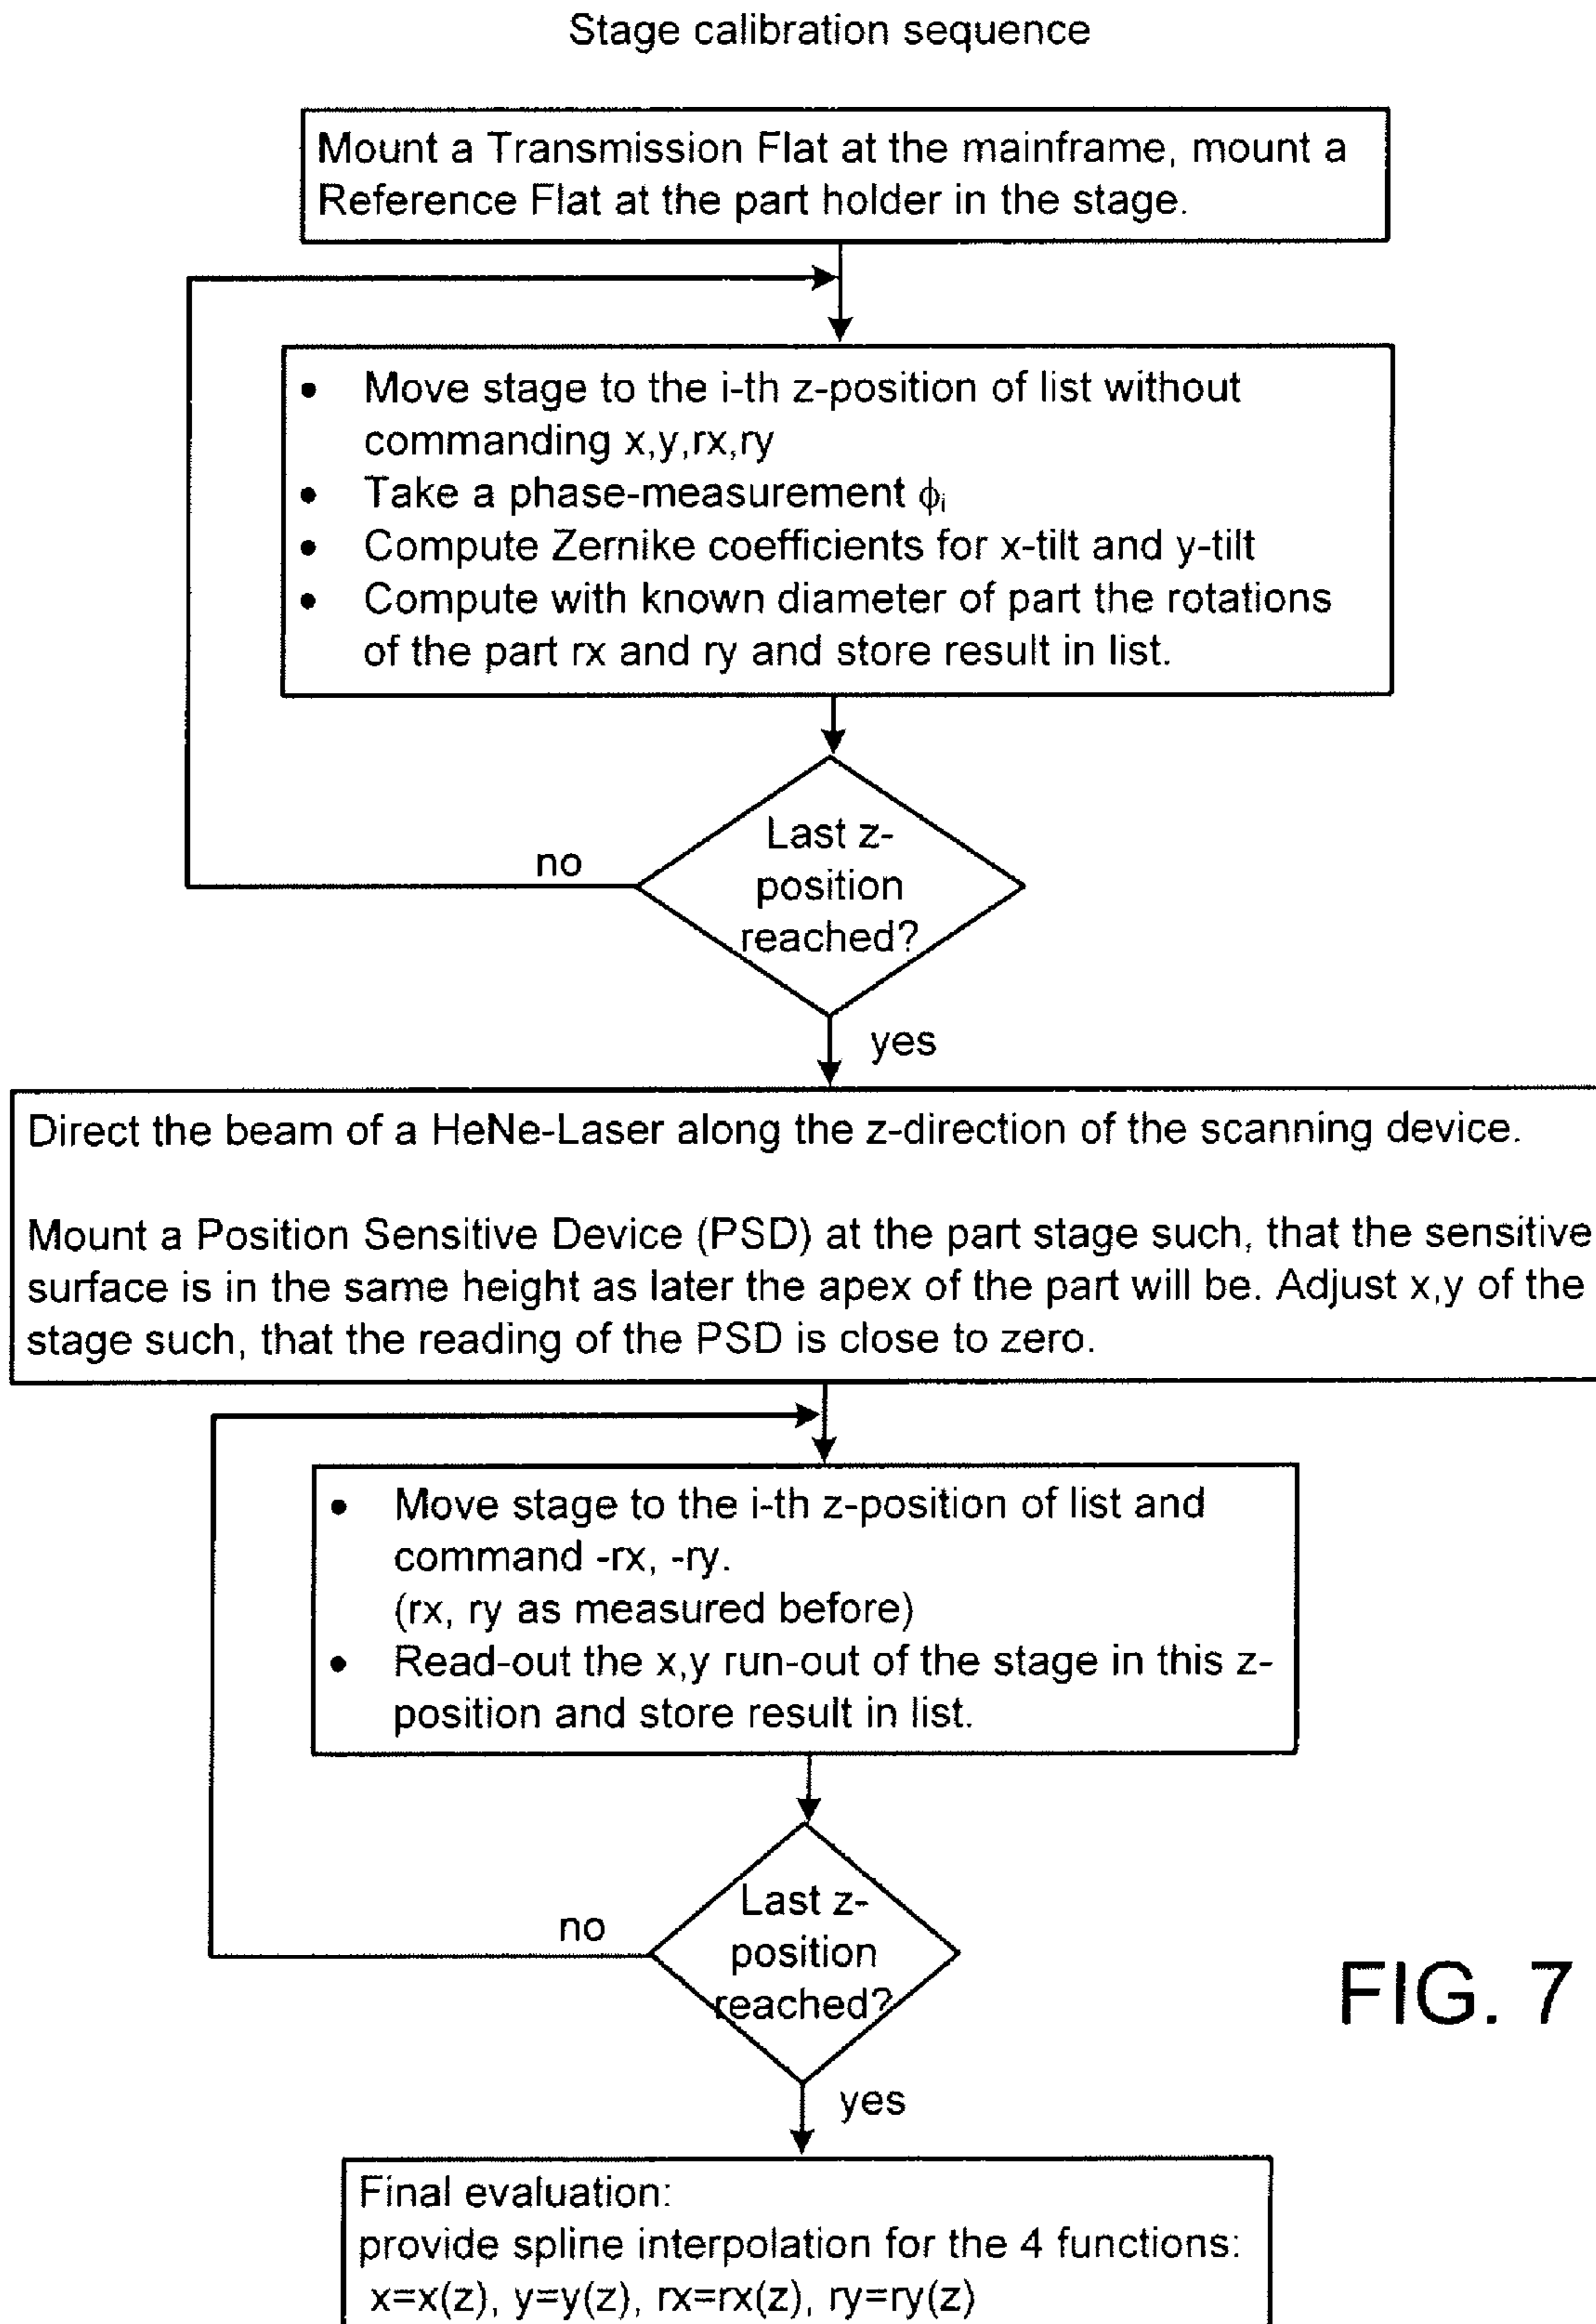 Stage calibration sequence
Mount a Transmission Flat at the mainframe, mount a
Reference Flat at the part holder in the stage.
• Move stage to the i-th z-position of list without
commanding x,y,rx,ry
• Take a phase-measurement ϕᵢ
• Compute Zernike coefficients for x-tilt and y-tilt
• Compute with known diameter of part the rotations
of the part rx and ry and store result in list.
Last z-
position
reached?
no
yes
Direct the beam of a HeNe-Laser along the z-direction of the scanning device.
Mount a Position Sensitive Device (PSD) at the part stage such, that the sensitive
surface is in the same height as later the apex of the part will be. Adjust x,y of the
stage such, that the reading of the PSD is close to zero.
• Move stage to the i-th z-position of list and
command -rx, -ry.
(rx, ry as measured before)
• Read-out the x,y run-out of the stage in this z-
position and store result in list.
Last z-
position
reached?
no
yes
FIG. 7
Final evaluation:
provide spline interpolation for the 4 functions:
x=x(z), y=y(z), rx=rx(z), ry=ry(z)